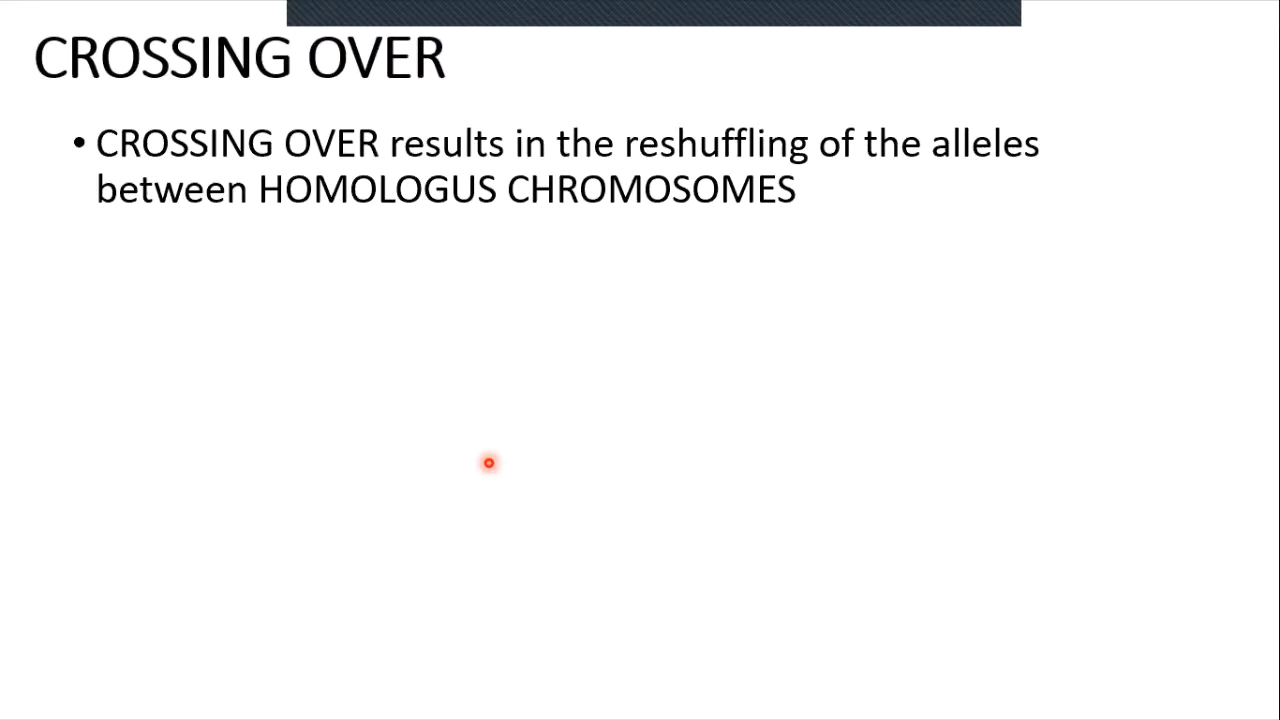 CROSSING OVER
• CROSSING OVER results in the reshuffling of the alleles
between HOMOLOGUS CHROMOSOMES